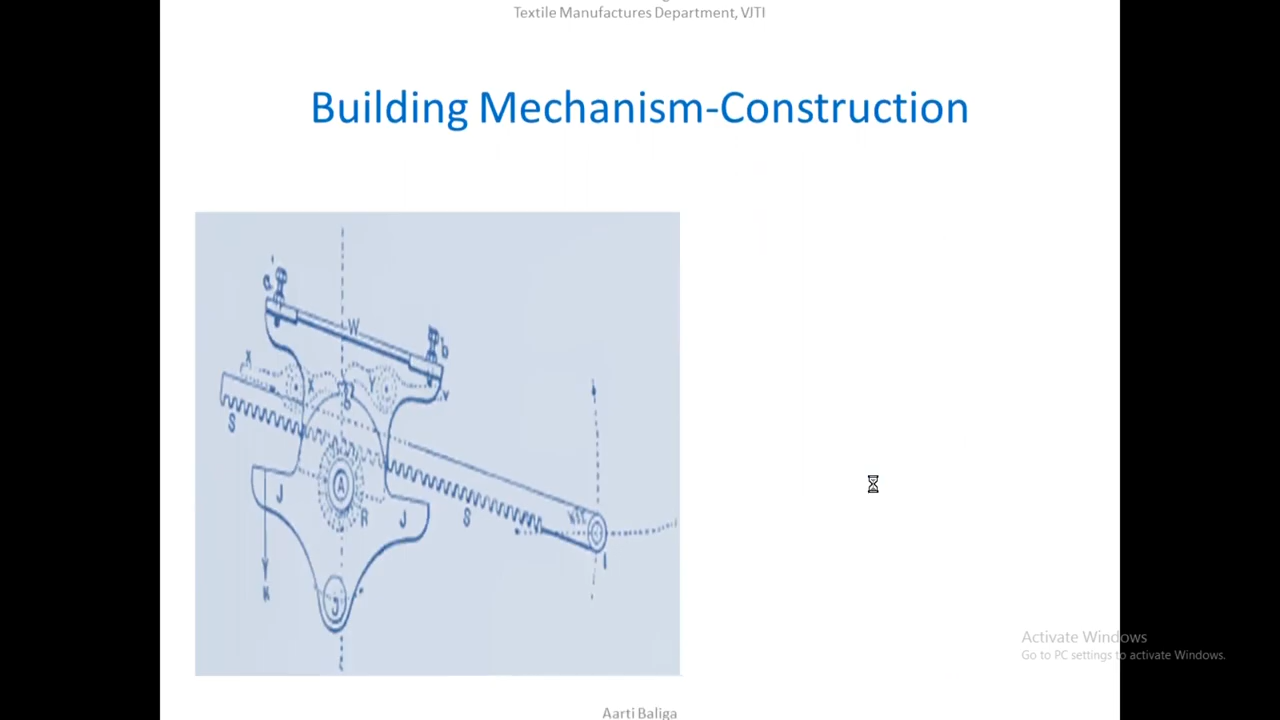 Textile Manufactures Department, VJTI
Building Mechanism-Construction
a
W
b
X
X
Y
V
S
A
J
R
J
S
K
J
Activate Windows
Go to PC settings to activate Windows.
Aarti Baliga